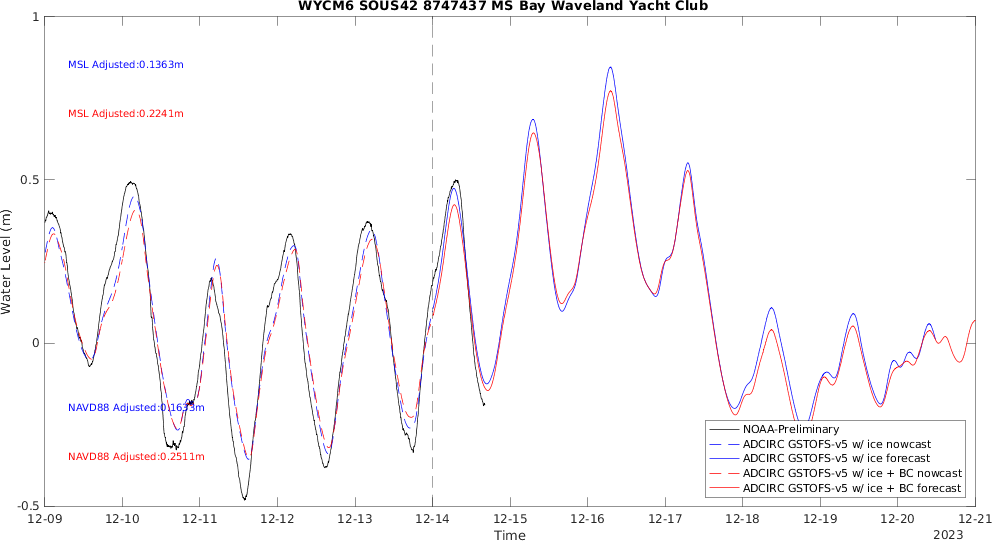 WYCM6 SOUS42 8747437 MS Bay Waveland Yacht Club
1
MSL Adjusted:0.1363m
MSL Adjusted:0.2241m
0.5
Water Level (m)
0
NAVD88 Adjusted:0.1633m
NAVD88 Adjusted:0.2511m
-0.5
NOAA-Preliminary
ADCIRC GSTOFS-v5 w/ ice nowcast
ADCIRC GSTOFS-v5 w/ ice forecast
ADCIRC GSTOFS-v5 w/ ice + BC nowcast
ADCIRC GSTOFS-v5 w/ ice + BC forecast
12-09 12-10 12-11 12-12 12-13 12-14 12-15 12-16 12-17 12-18 12-19 12-20 12-21
Time
2023